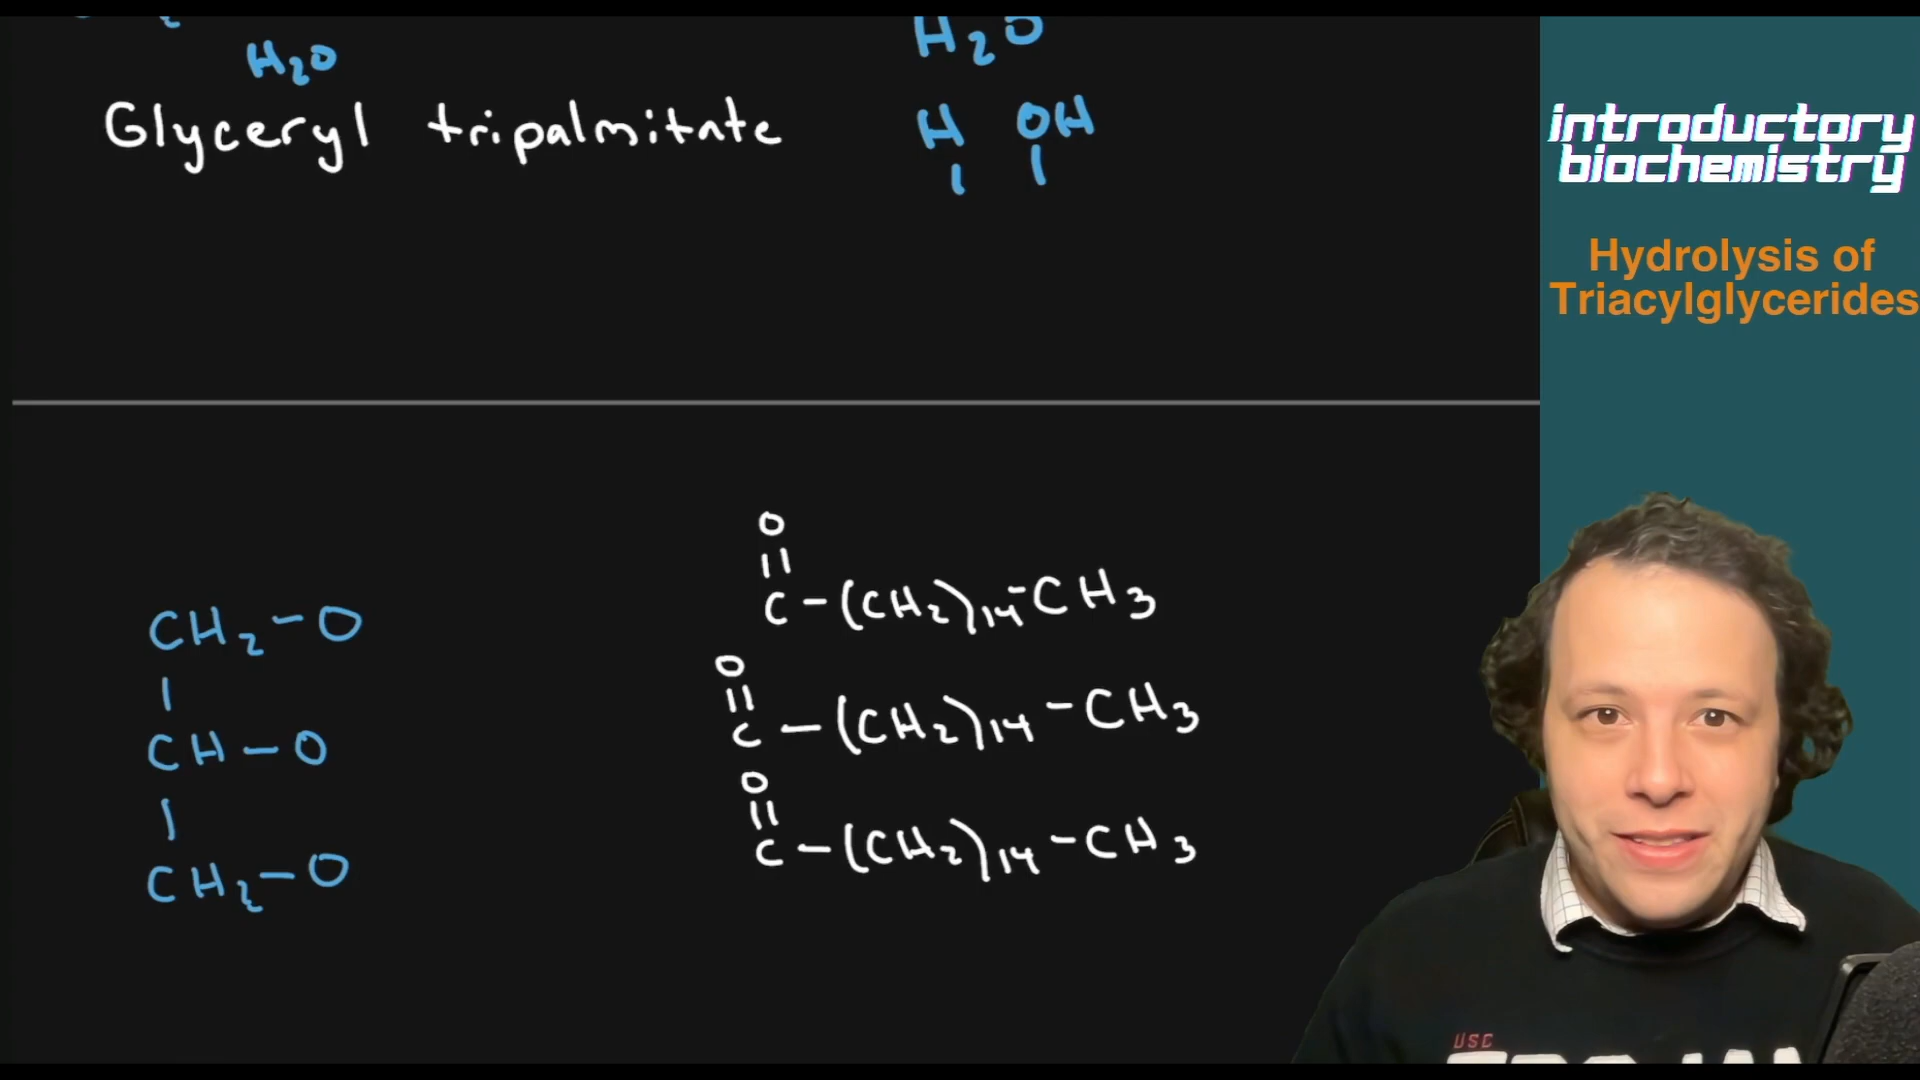 H₂O
H₂O
Glyceryl tripalmitate
H OH
introductory
biochemistry
Hydrolysis of
Triacylglycerides
O
||
C-(CH₂)₁₄-CH₃
CH₂-O
|
O
||
C-(CH₂)₁₄-CH₃
CH-O
|
O
||
C-(CH₂)₁₄-CH₃
CH₂-O
USC